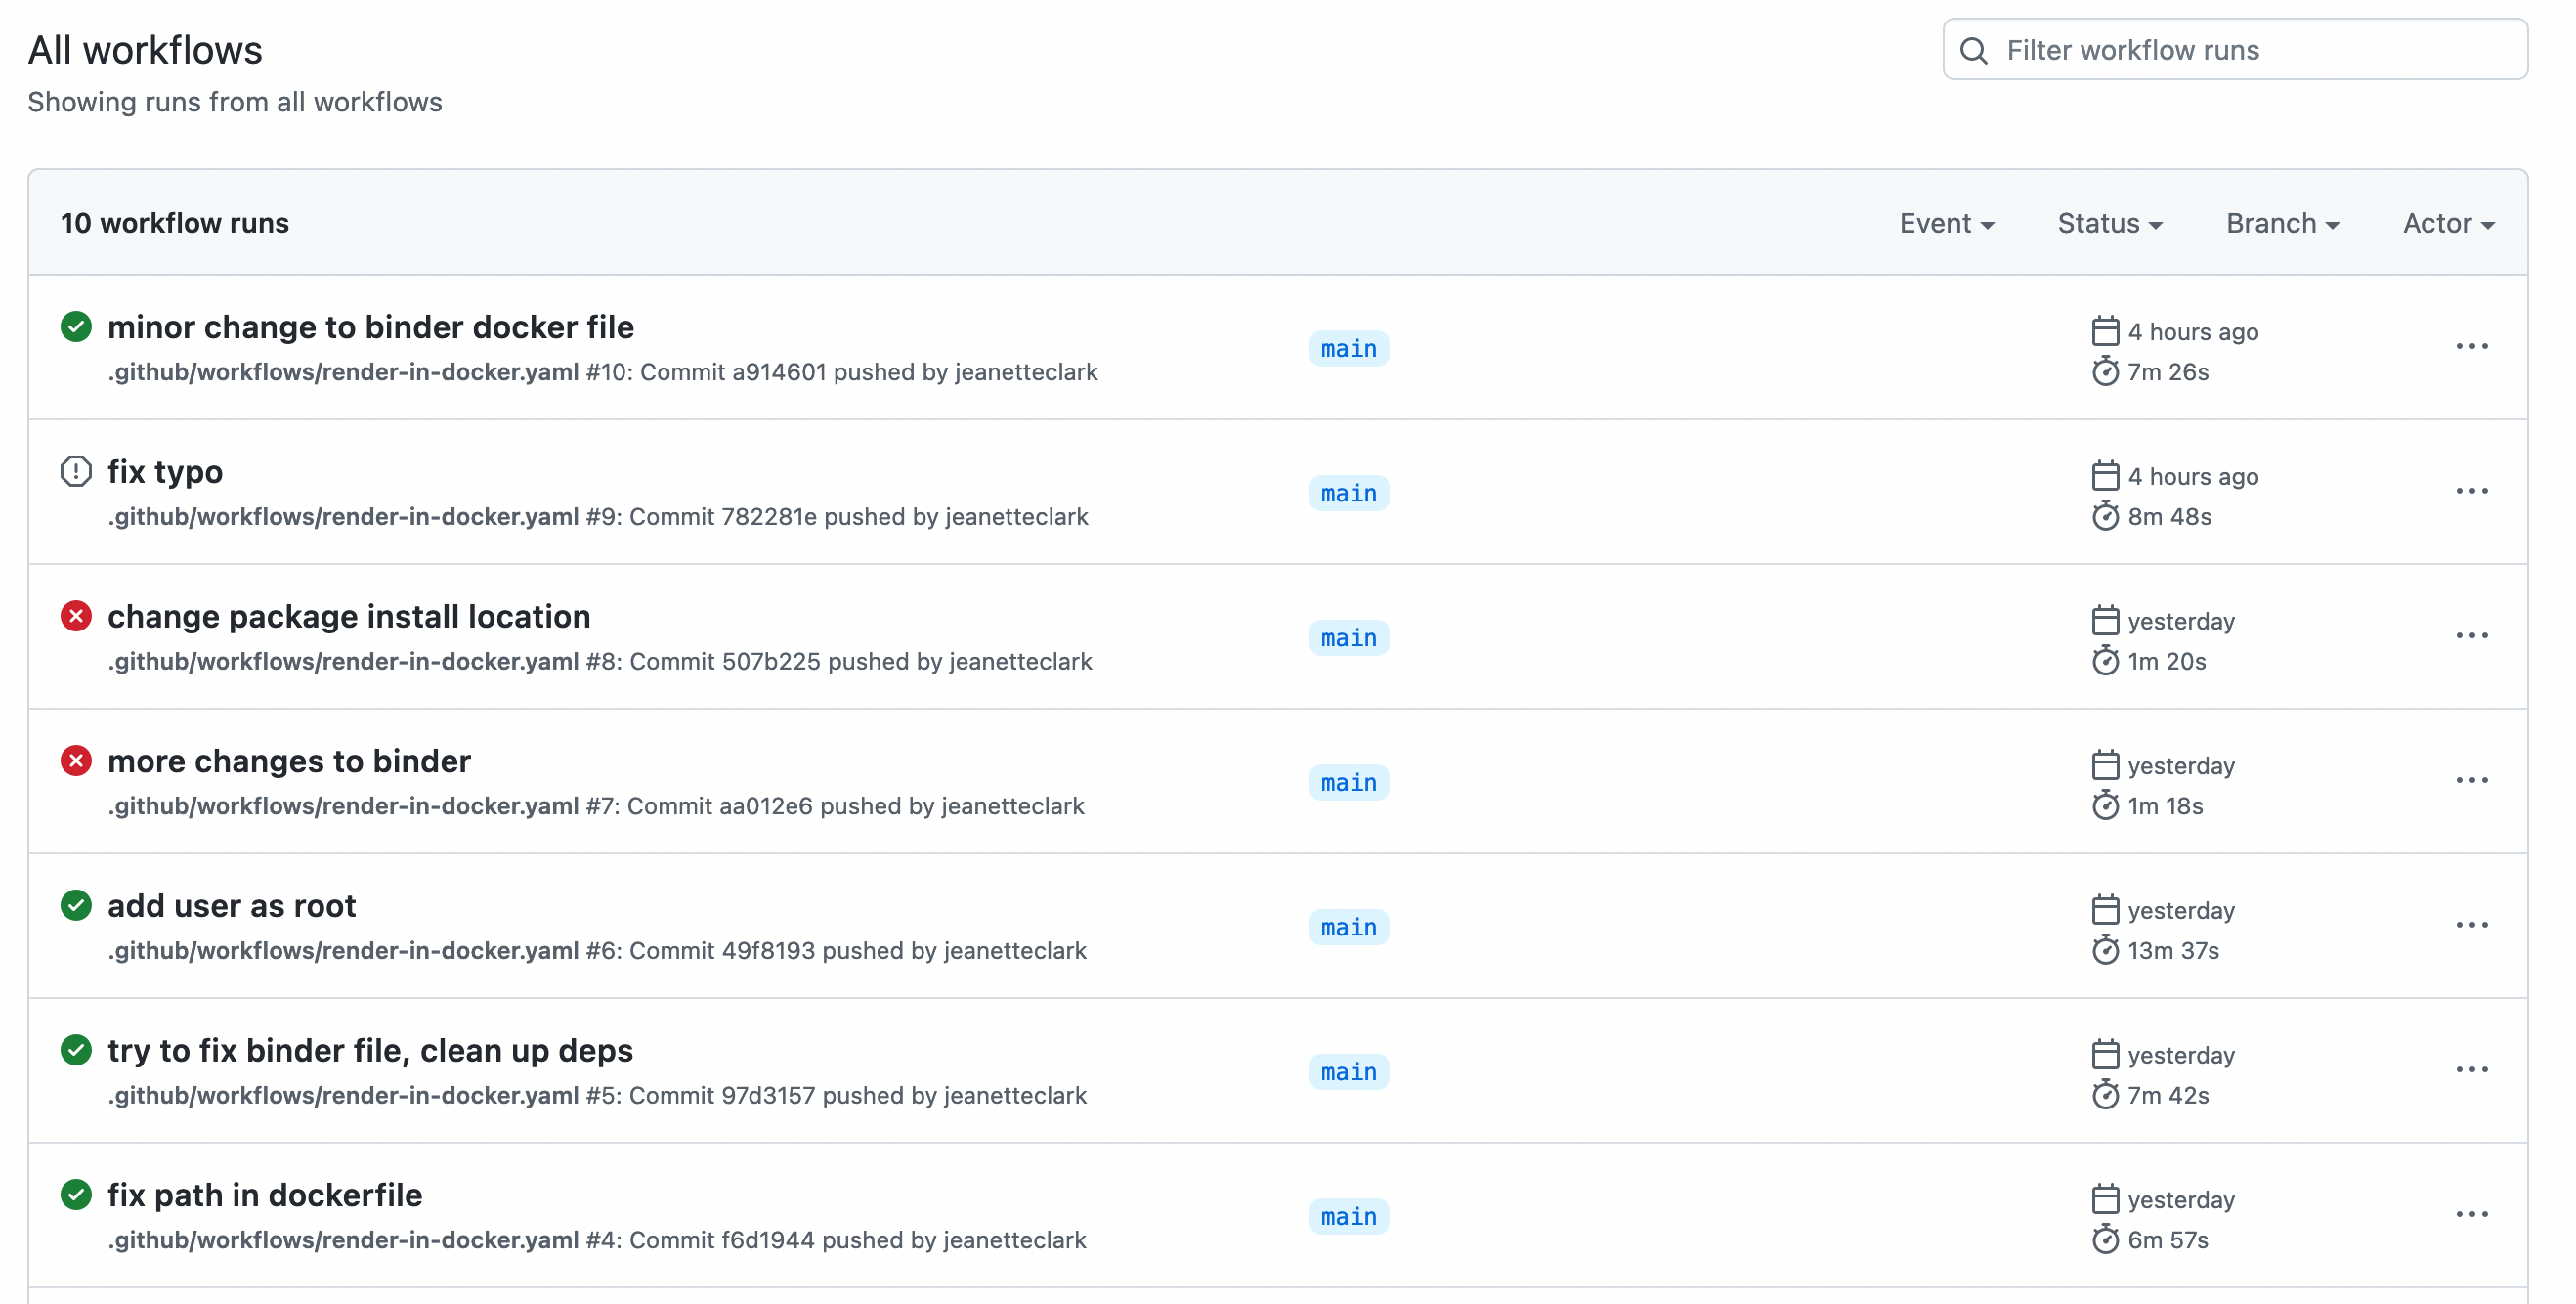 All workflows
Filter workflow runs
Showing runs from all workflows
10 workflow runs
Event Status Branch Actor
minor change to binder docker file
.github/workflows/render-in-docker.yaml #10: Commit a914601 pushed by jeanetteclark
main
4 hours ago
7m 26s
fix typo
.github/workflows/render-in-docker.yaml #9: Commit 782281e pushed by jeanetteclark
main
4 hours ago
8m 48s
change package install location
.github/workflows/render-in-docker.yaml #8: Commit 507b225 pushed by jeanetteclark
main
yesterday
1m 20s
more changes to binder
.github/workflows/render-in-docker.yaml #7: Commit aa012e6 pushed by jeanetteclark
main
yesterday
1m 18s
add user as root
.github/workflows/render-in-docker.yaml #6: Commit 49f8193 pushed by jeanetteclark
main
yesterday
13m 37s
try to fix binder file, clean up deps
.github/workflows/render-in-docker.yaml #5: Commit 97d3157 pushed by jeanetteclark
main
yesterday
7m 42s
fix path in dockerfile
.github/workflows/render-in-docker.yaml #4: Commit f6d1944 pushed by jeanetteclark
main
yesterday
6m 57s